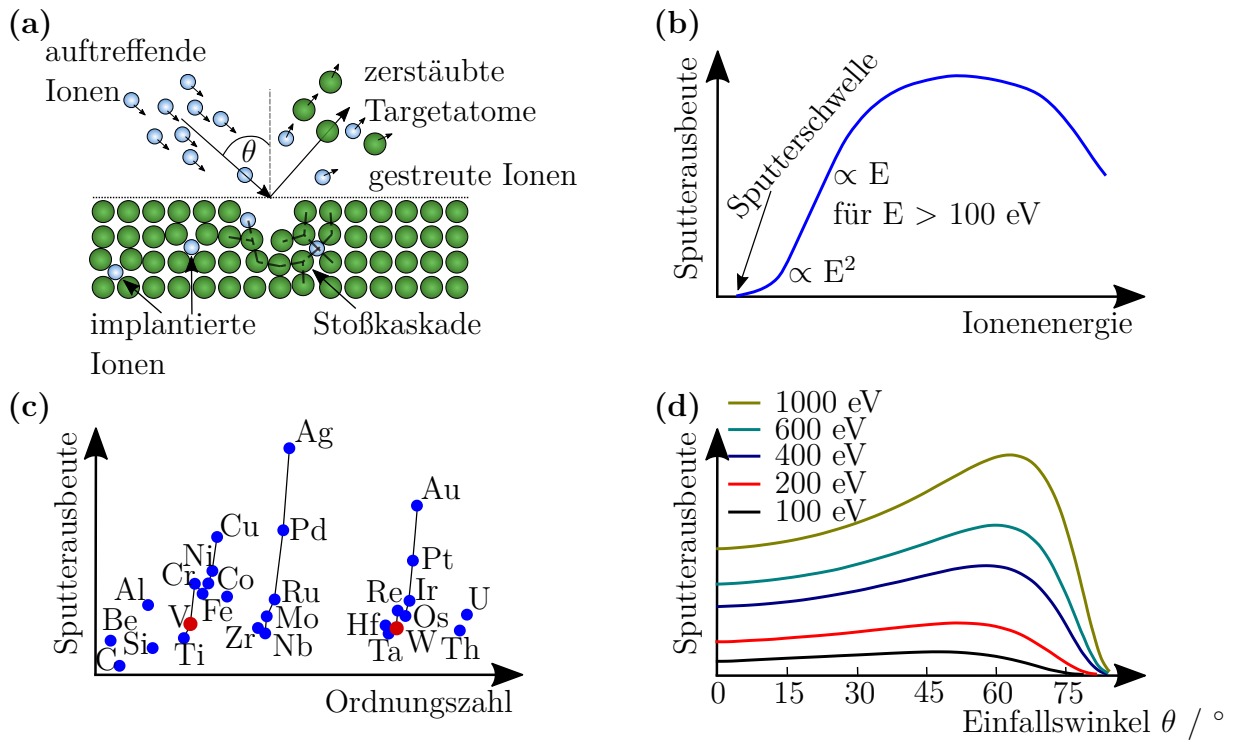 (a)
auftreffende
Ionen
zerstäubte
Targetatome
θ
gestreute Ionen
implantierte
Ionen
Stoßkaskade
(b)
Sputterausbeute
Sputterschwelle
∝ E
für E > 100 eV
∝ E²
Ionenenergie
(c)
Sputterausbeute
Ag
Au
Cu
Pd
Ni
Pt
Cr
Co
Al
Re
Ir
Ru
U
Fe
V
Mo
Os
Be
Hf
W
Si
Zr
Nb
Ti
Ta
Th
C
Ordnungszahl
(d)
1000 eV
600 eV
400 eV
200 eV
100 eV
Sputterausbeute
0 15 30 45 60 75
Einfallswinkel θ / °